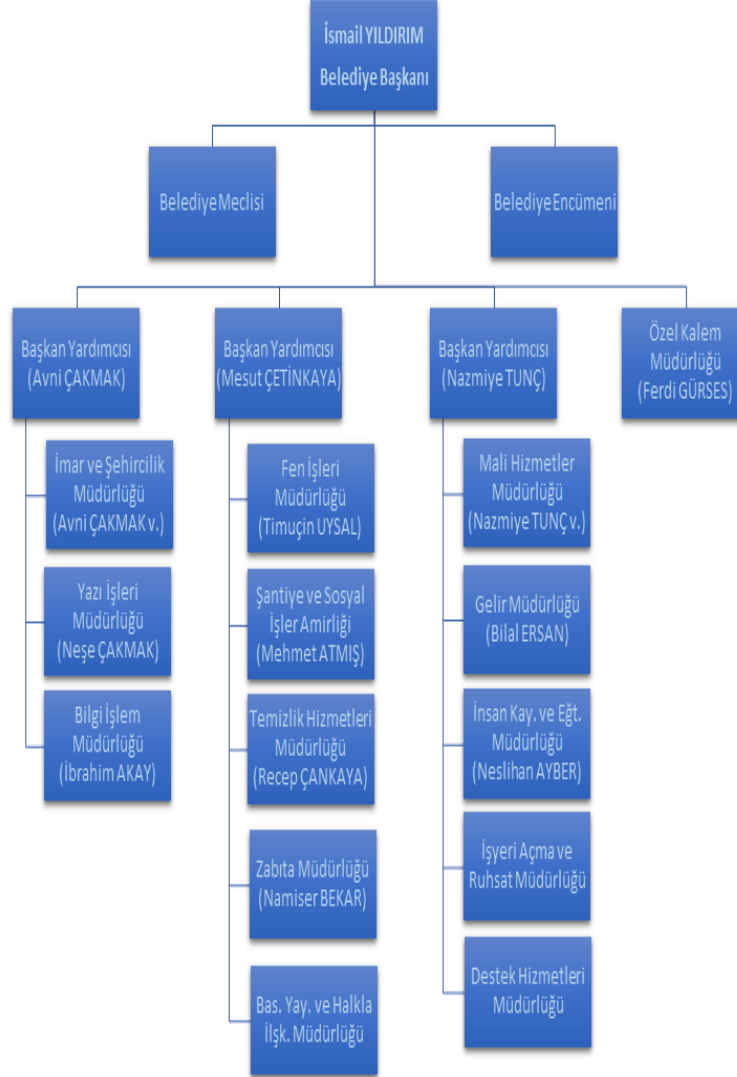 İsmail YILDIRIM
Belediye Başkanı
Belediye Meclisi
Belediye Encümeni
Başkan Yardımcısı
(Avni ÇAKMAK)
Başkan Yardımcısı
(Mesut ÇETİNKAYA)
Başkan Yardımcısı
(Nazmiye TUNÇ)
Özel Kalem
Müdürlüğü
(Ferdi GÜRSES)
İmar ve Şehircilik
Müdürlüğü
(Avni ÇAKMAK v.)
Yazı İşleri
Müdürlüğü
(Neşe ÇAKMAK)
Bilgi İşlem
Müdürlüğü
(İbrahim AKAY)
Fen İşleri
Müdürlüğü
(Timuçin UYSAL)
Şantiye ve Sosyal
İşler Amirliği
(Mehmet ATMIŞ)
Temizlik Hizmetleri
Müdürlüğü
(Recep ÇANKAYA)
Zabıta Müdürlüğü
(Namiser BEKAR)
Bas. Yay. ve Halkla
İlşk. Müdürlüğü
Mali Hizmetler
Müdürlüğü
(Nazmiye TUNÇ v.)
Gelir Müdürlüğü
(Bilal ERSAN)
İnsan Kay. ve Eğt.
Müdürlüğü
(Neslihan AYBER)
İşyeri Açma ve
Ruhsat Müdürlüğü
Destek Hizmetleri
Müdürlüğü